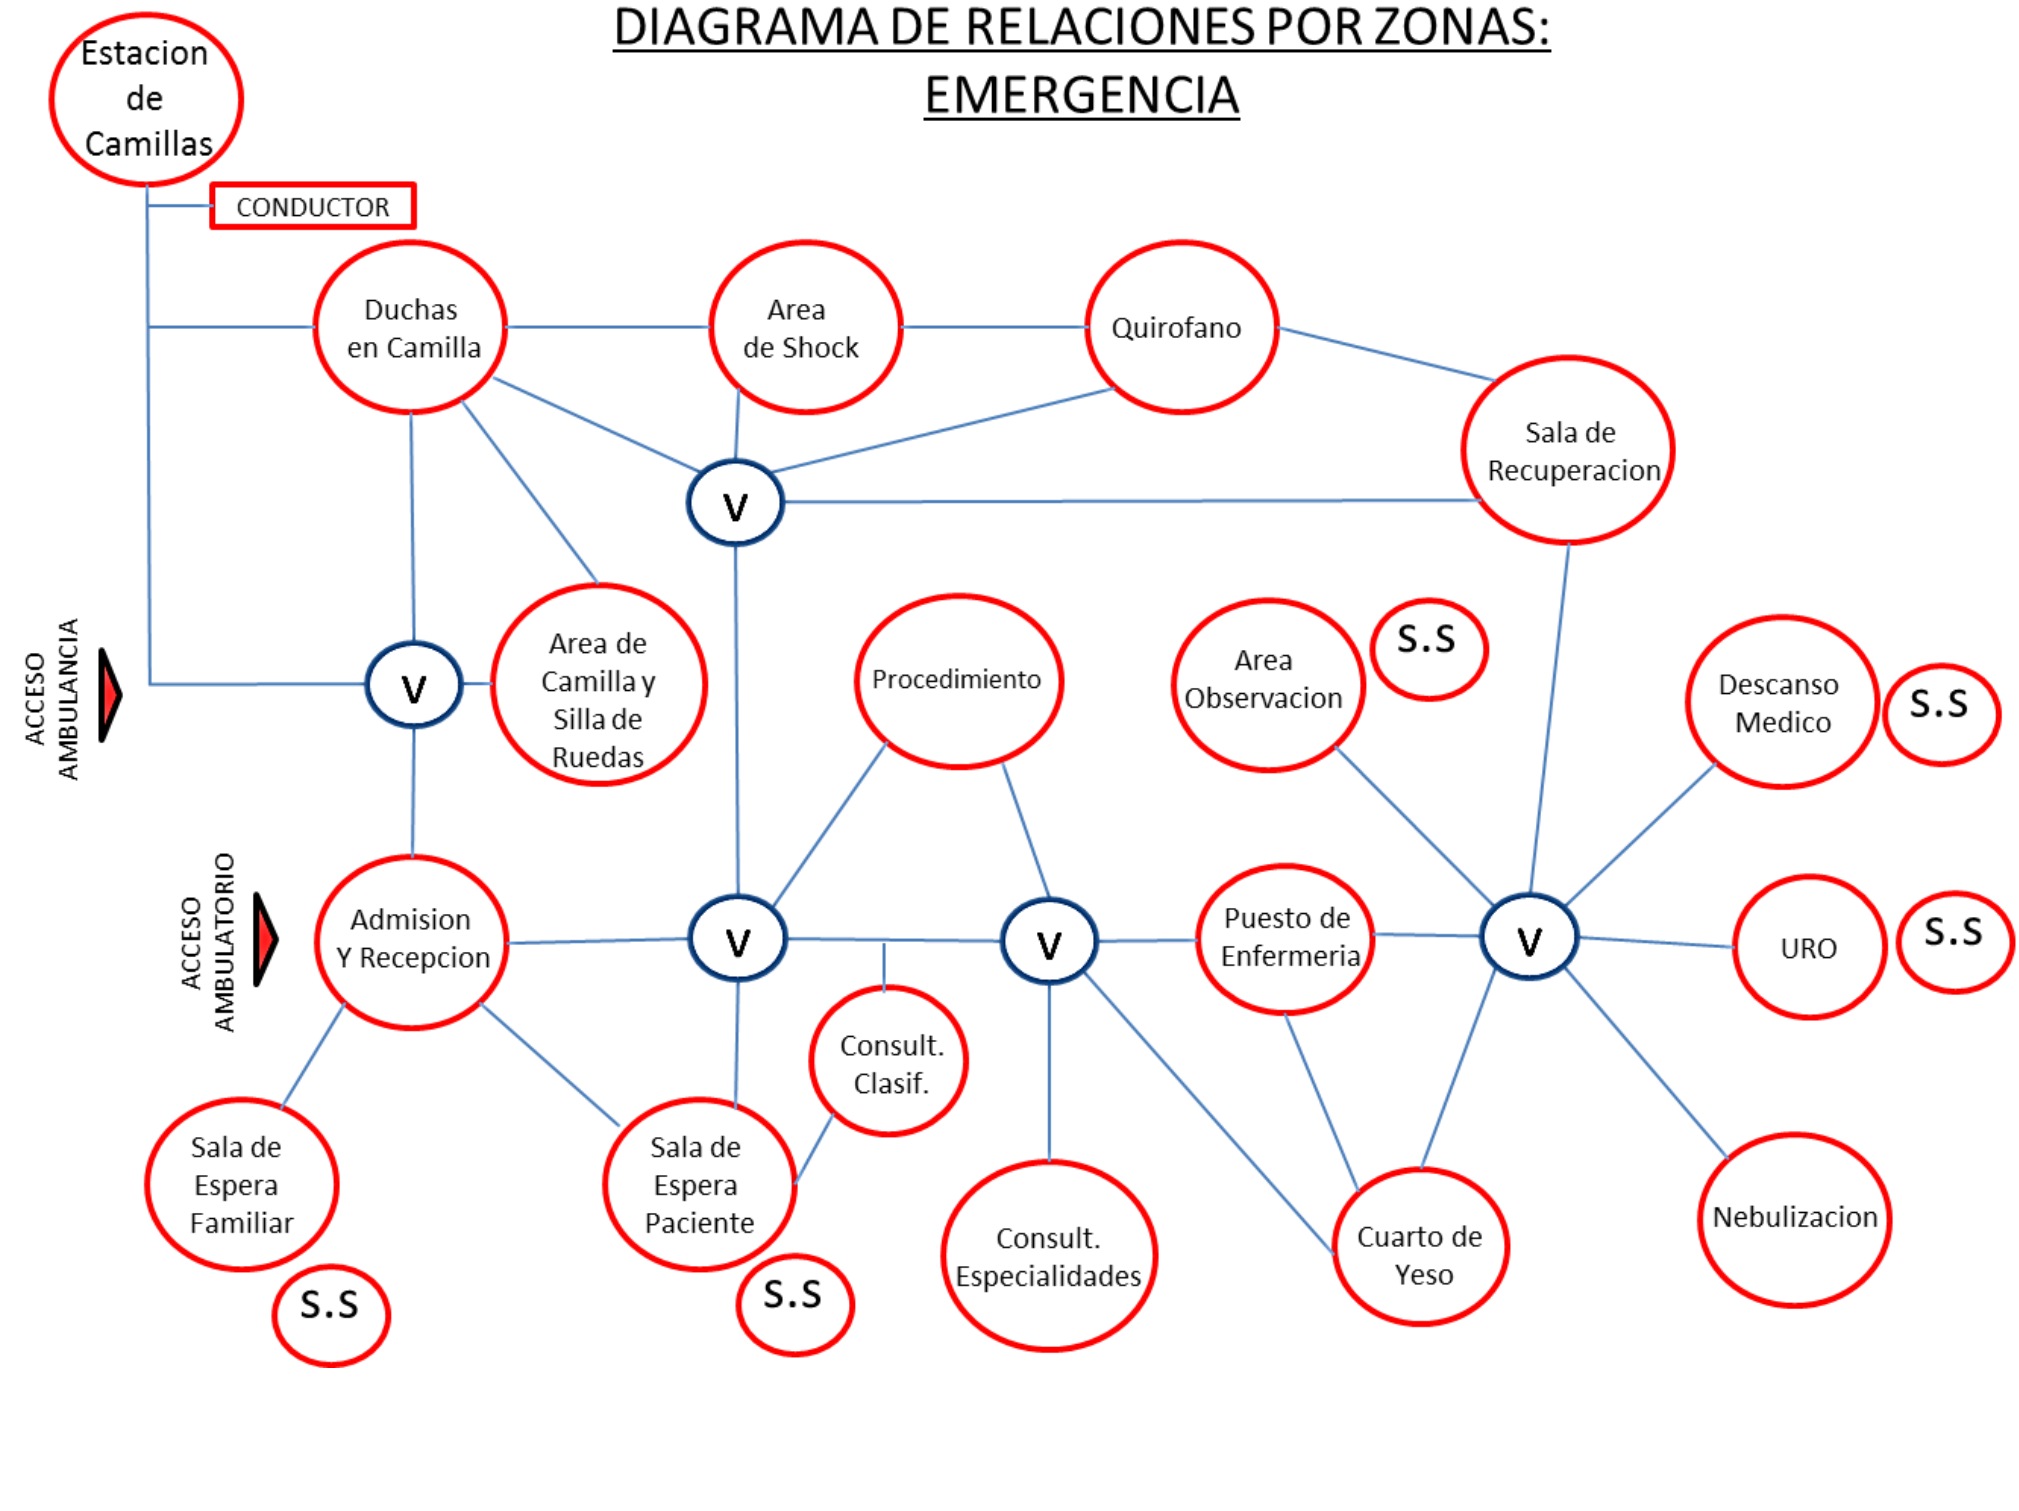 DIAGRAMA DE RELACIONES POR ZONAS:
EMERGENCIA
Estacion
de
Camillas
CONDUCTOR
Duchas
en Camilla
Area
de Shock
Quirofano
Sala de
Recuperacion
V
ACCESO
AMBULANCIA
V
Area de
Camilla y
Silla de
Ruedas
Procedimiento
Area
Observacion
S.S
Descanso
Medico
S.S
ACCESO
AMBULATORIO
Admision
Y Recepcion
V
V
Puesto de
Enfermeria
V
URO
S.S
Consult.
Clasif.
Sala de
Espera
Familiar
S.S
Sala de
Espera
Paciente
S.S
Consult.
Especialidades
Cuarto de
Yeso
Nebulizacion